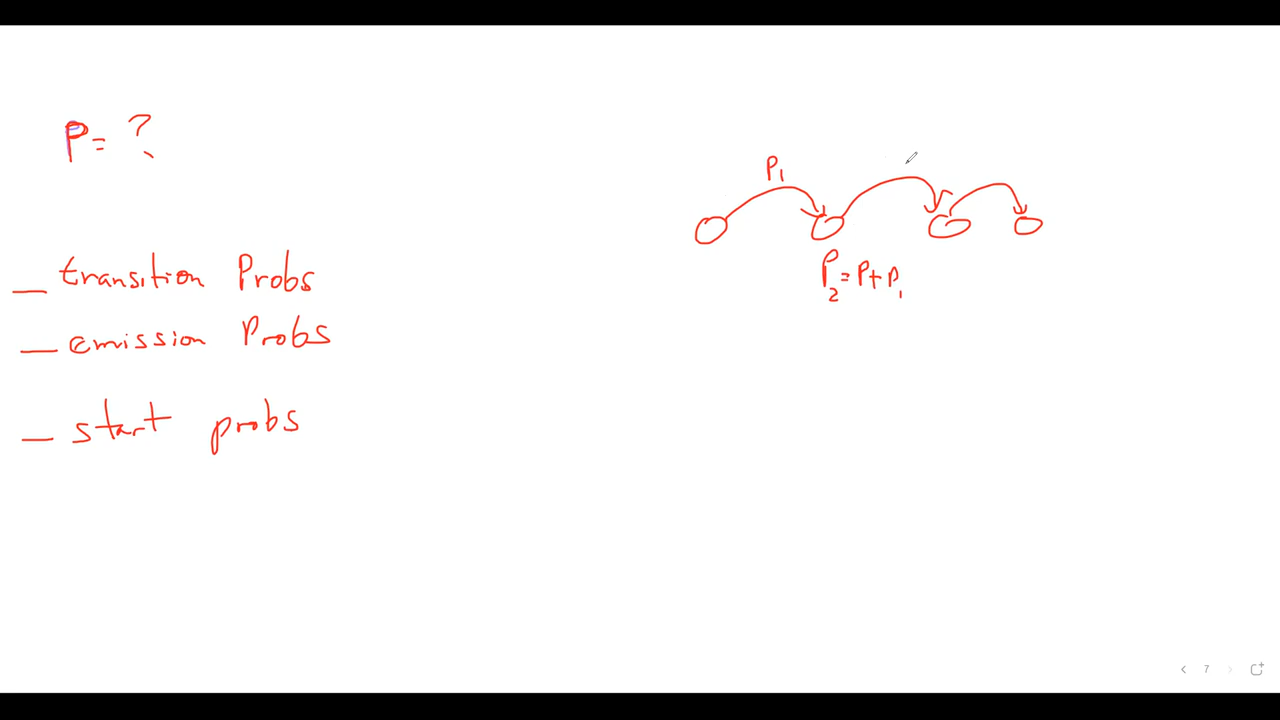 P = ?
— transition Probs
— emission Probs
— start probs
P1
P2 = P + P1
7